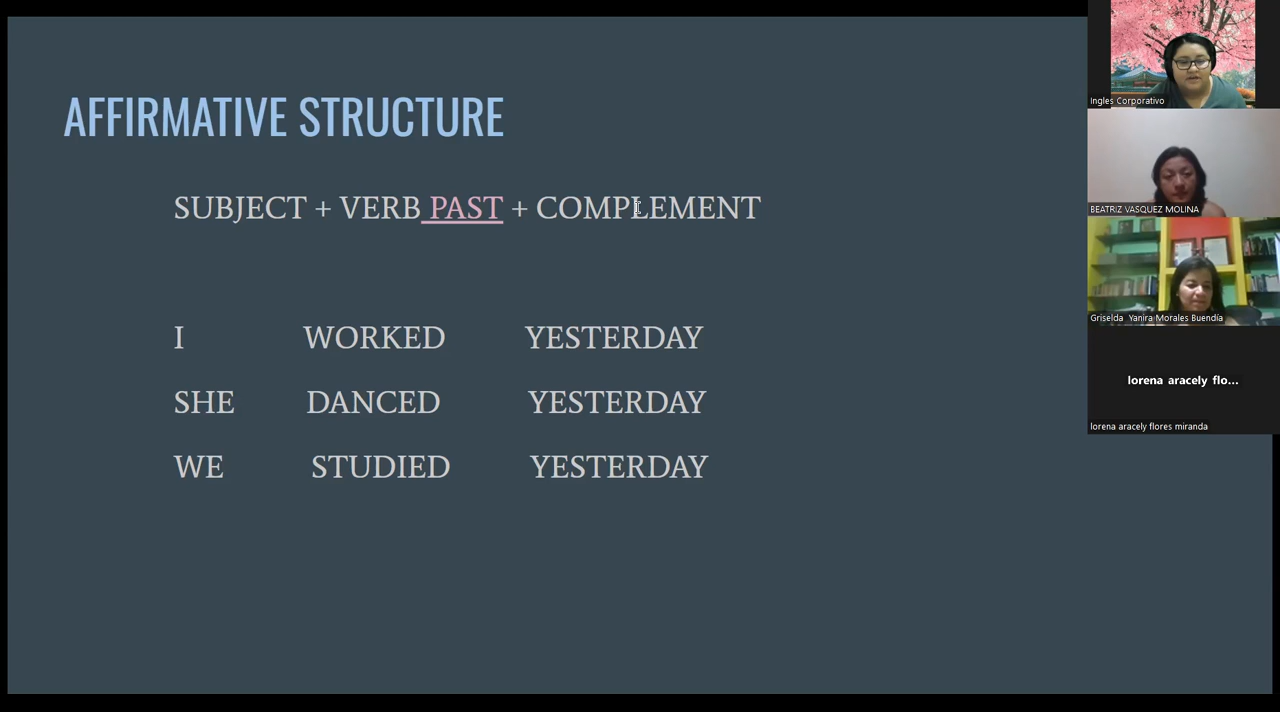 AFFIRMATIVE STRUCTURE
SUBJECT + VERB PAST + COMPLEMENT
I WORKED YESTERDAY
SHE DANCED YESTERDAY
WE STUDIED YESTERDAY
Ingles Corporativo
BEATRIZ VASQUEZ MOLINA
Griselda Yanira Morales Buendía
lorena aracely flo...
lorena aracely flores miranda